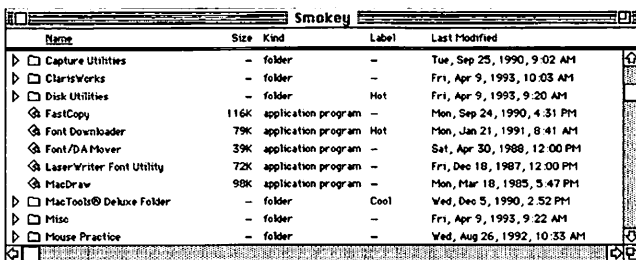 Smokey
Name Size Kind Label Last Modified
Capture Utilities – folder – Tue, Sep 25, 1990, 9:02 AM
ClarisWorks – folder – Fri, Apr 9, 1993, 10:03 AM
Disk Utilities – folder Hot Fri, Apr 9, 1993, 9:20 AM
FastCopy 116K application program – Mon, Sep 24, 1990, 4:31 PM
Font Downloader 79K application program Hot Mon, Jan 21, 1991, 8:41 AM
Font/DA Mover 39K application program – Sat, Apr 30, 1988, 12:00 PM
LaserWriter Font Utility 72K application program – Fri, Dec 18, 1987, 12:00 PM
MacDraw 98K application program – Mon, Mar 18, 1985, 5:47 PM
MacTools® Deluxe Folder – folder Cool Wed, Dec 5, 1990, 2:52 PM
Misc – folder – Fri, Apr 9, 1993, 9:22 AM
Mouse Practice – folder – Wed, Aug 26, 1992, 10:33 AM